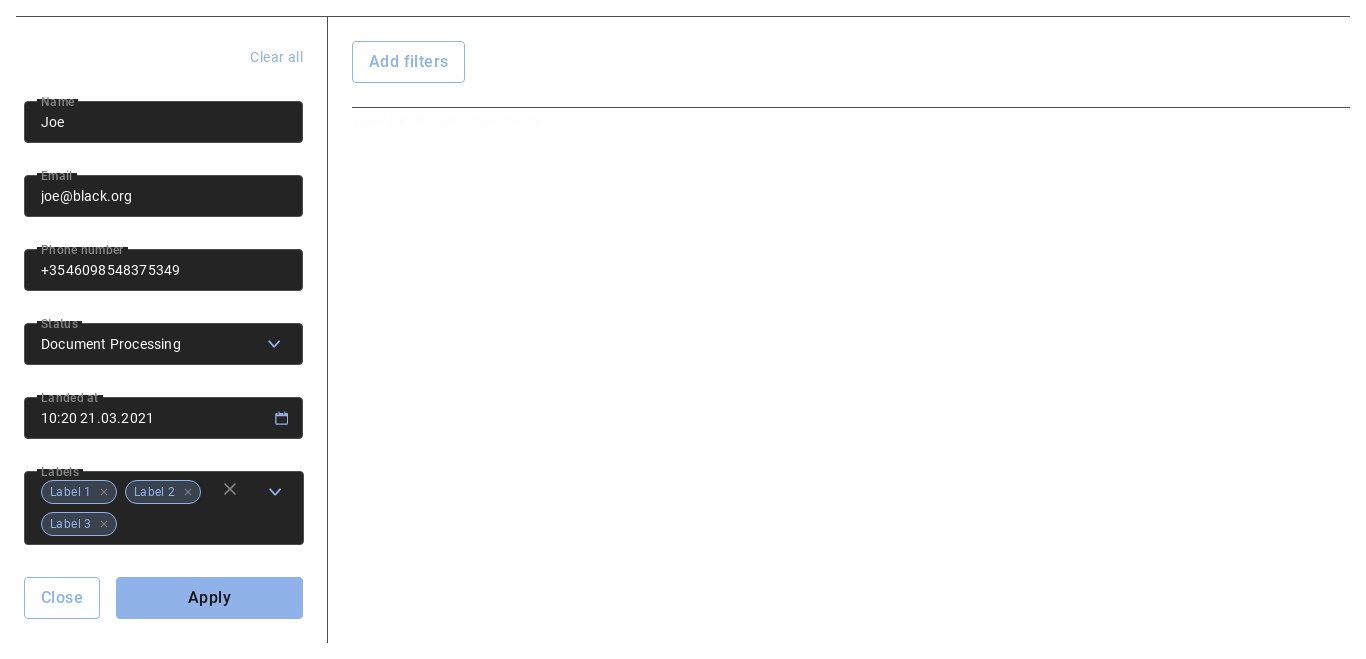 Clear all
Add filters
Name
Joe
Email
joe@black.org
Phone number
+3546098548375349
Status
Document Processing
Landed at
10:20 21.03.2021
Labels
Label 1 Label 2
Label 3
Close Apply